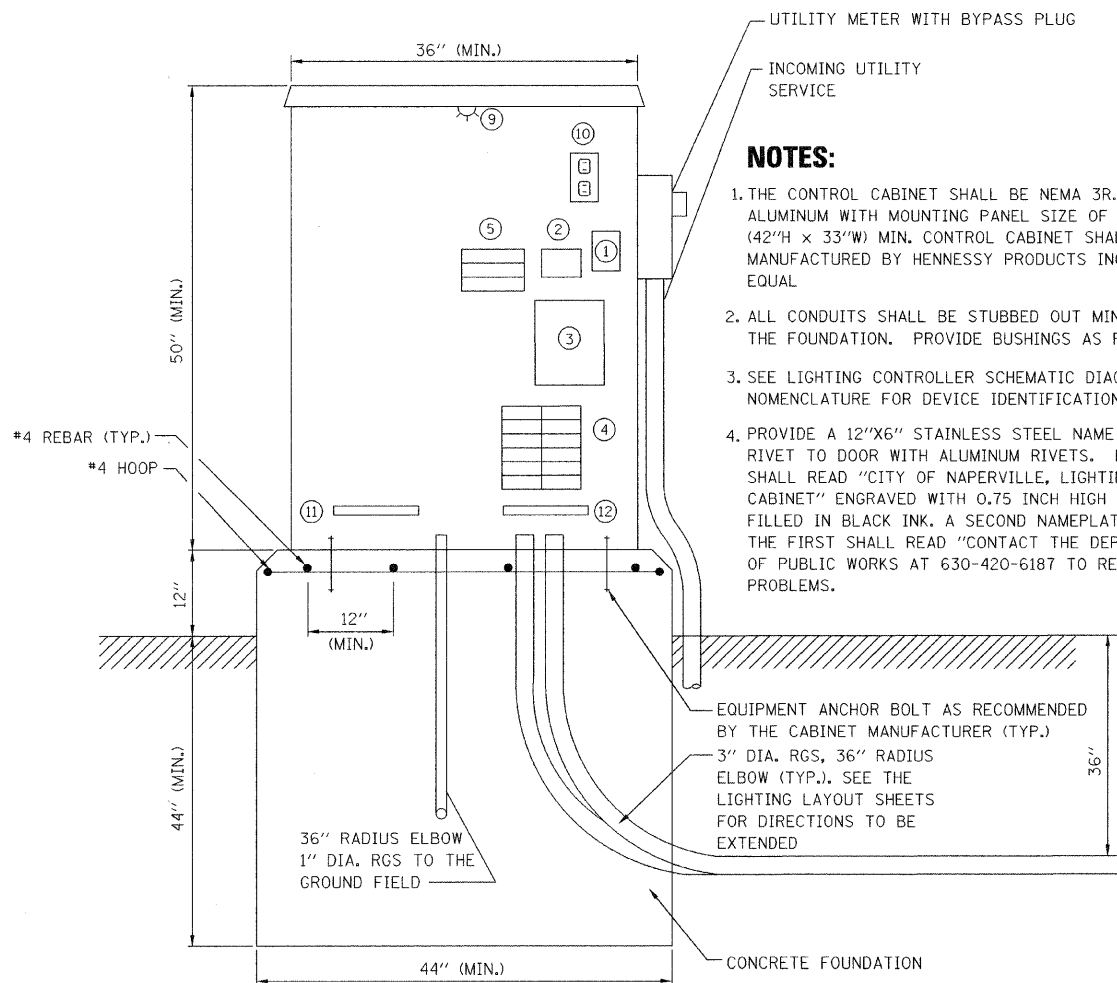 UTILITY METER WITH BYPASS PLUG
INCOMING UTILITY
SERVICE
36" (MIN.)
9
10
5
2
1
3
4
11
12
50" (MIN.)
#4 REBAR (TYP.)
#4 HOOP
12"
12"
(MIN.)
44" (MIN.)
36" RADIUS ELBOW
1" DIA. RGS TO THE
GROUND FIELD
44" (MIN.)
NOTES:
1. THE CONTROL CABINET SHALL BE NEMA 3R.
ALUMINUM WITH MOUNTING PANEL SIZE OF
(42"H x 33"W) MIN. CONTROL CABINET SHAL
MANUFACTURED BY HENNESSY PRODUCTS INC
EQUAL
2. ALL CONDUITS SHALL BE STUBBED OUT MIN
THE FOUNDATION. PROVIDE BUSHINGS AS
3. SEE LIGHTING CONTROLLER SCHEMATIC DIAG
NOMENCLATURE FOR DEVICE IDENTIFICATION
4. PROVIDE A 12"X6" STAINLESS STEEL NAME
RIVET TO DOOR WITH ALUMINUM RIVETS.
SHALL READ "CITY OF NAPERVILLE, LIGHTI
CABINET" ENGRAVED WITH 0.75 INCH HIGH
FILLED IN BLACK INK. A SECOND NAMEPLAT
THE FIRST SHALL READ "CONTACT THE DEP
OF PUBLIC WORKS AT 630-420-6187 TO RE
PROBLEMS.
EQUIPMENT ANCHOR BOLT AS RECOMMENDED
BY THE CABINET MANUFACTURER (TYP.)
3" DIA. RGS, 36" RADIUS
ELBOW (TYP.). SEE THE
LIGHTING LAYOUT SHEETS
FOR DIRECTIONS TO BE
EXTENDED
36"
CONCRETE FOUNDATION